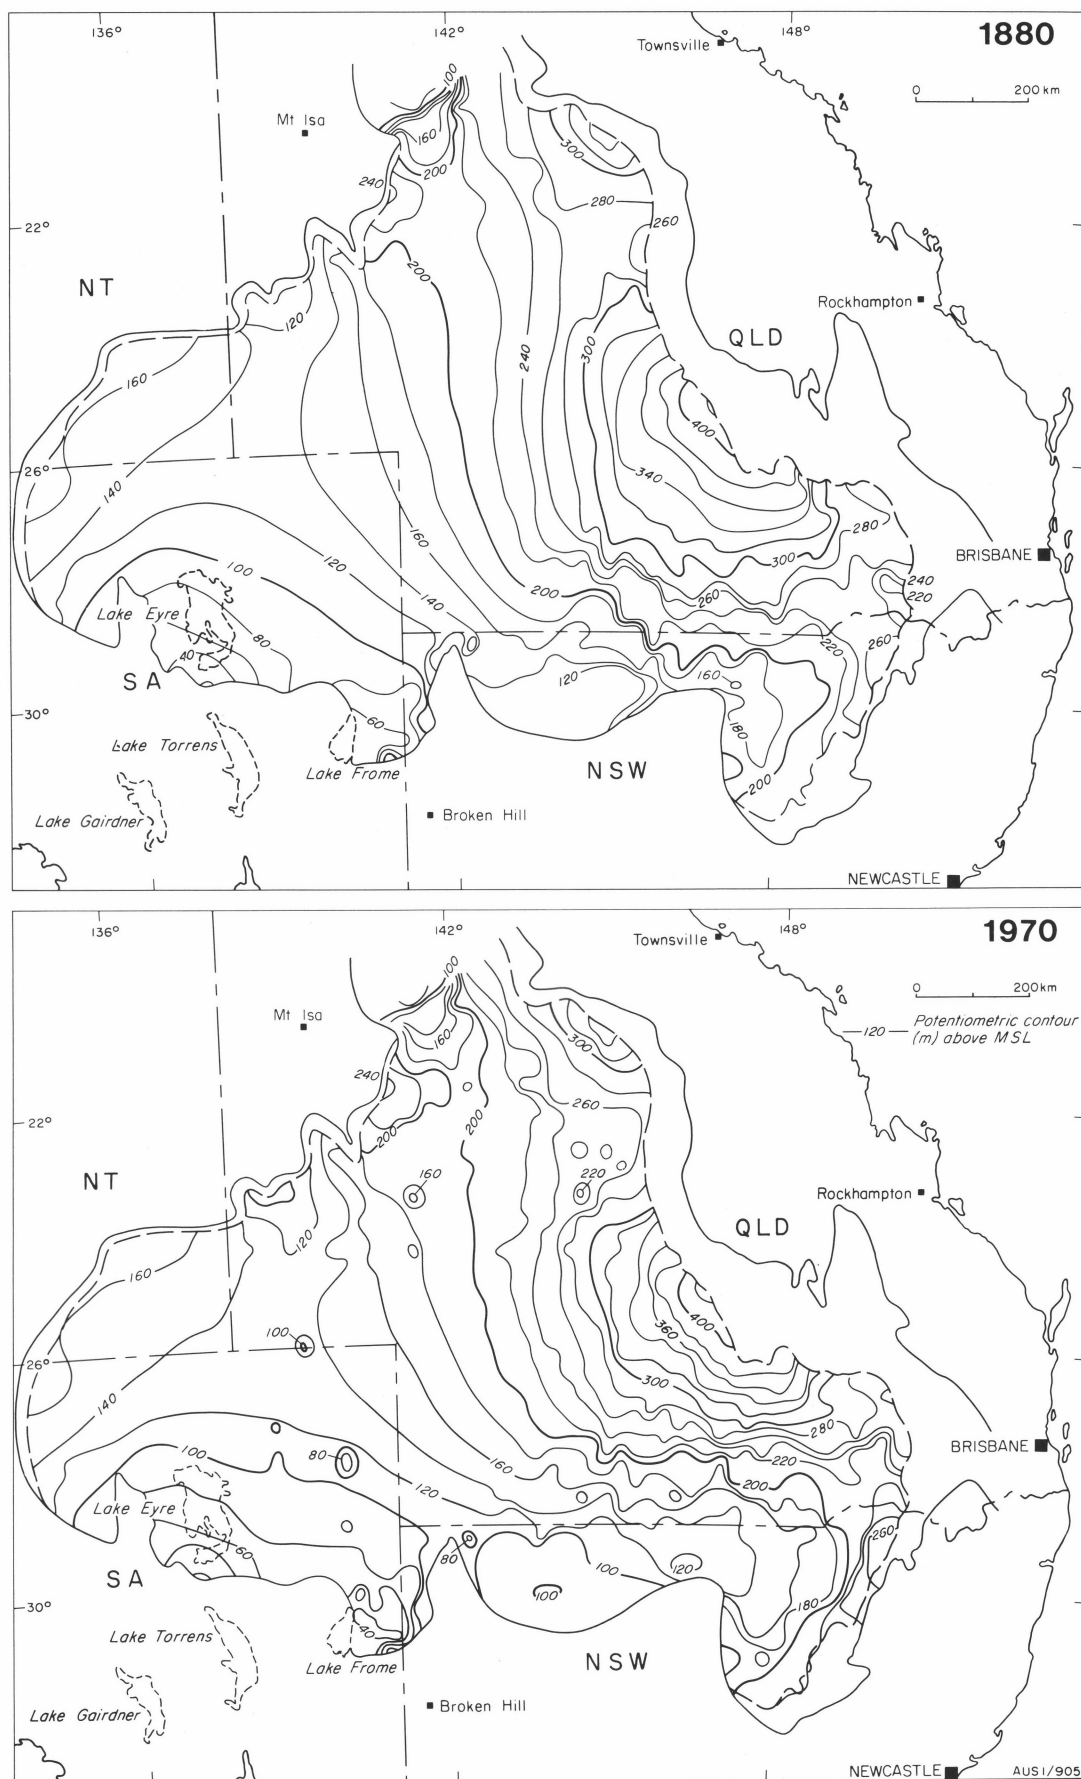 136°
142°
148°
1880
Townsville
0
200 km
100
Mt Isa
160
300
200
240
280
260
22°
200
NT
120
Rockhampton
QLD
240
300
160
400
26°
340
140
280
160
300
100
120
BRISBANE
240
200
260
220
140
Lake Eyre
220
260
80
40
160
SA
120
180
30°
60
Lake Torrens
NSW
Lake Frome
200
Lake Gairdner
Broken Hill
NEWCASTLE
136°
142°
148°
1970
Townsville
100
0
200km
Mt Isa
120
Potentiometric contour
(m) above MSL
160
300
240
260
200
22°
200
160
220
NT
Rockhampton
120
QLD
160
400
100
360
26°
300
140
280
100
BRISBANE
80
160
220
120
200
Lake Eyre
260
60
80
100
120
SA
100
180
30°
40
Lake Torrens
NSW
Lake Frome
Lake Gairdner
Broken Hill
NEWCASTLE
AUS 1/905